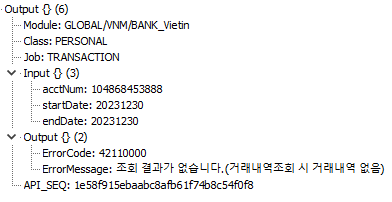 Output {} (6)
Module: GLOBAL/VNM/BANK_Vietin
Class: PERSONAL
Job: TRANSACTION
Input {} (3)
acctNum: 104868453888
startDate: 20231230
endDate: 20231230
Output {} (2)
ErrorCode: 42110000
ErrorMessage: 조회 결과가 없습니다.(거래내역조회 시 거래내역 없음)
API_SEQ: 1e58f915ebaabc8afb61f74b8c54f0f8